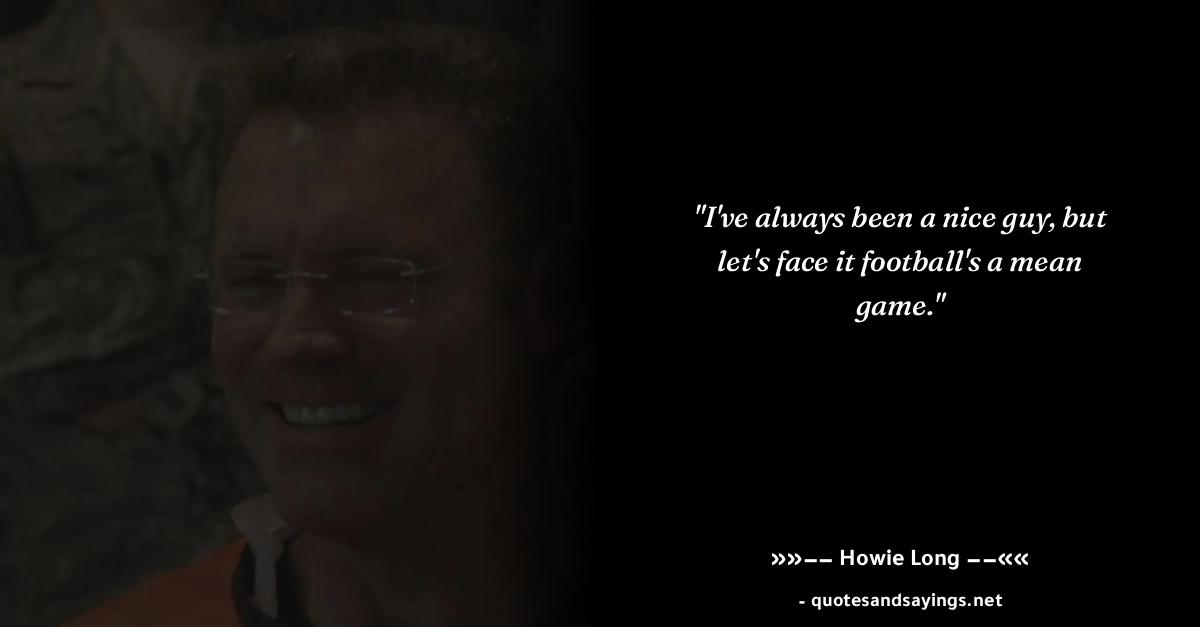 "I've always been a nice guy, but
let's face it football's a mean
game."
»»–– Howie Long ––««
- quotesandsayings.net